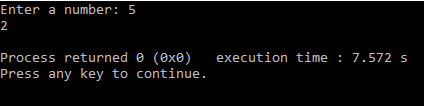 Enter a number: 5
2
Process returned 0 (0x0)   execution time : 7.572 s
Press any key to continue.